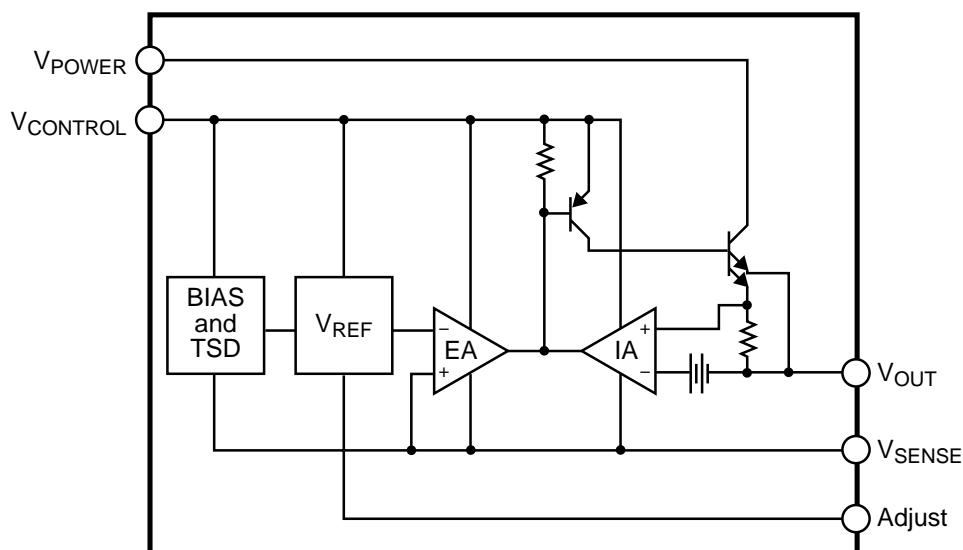 VPOWER
VCONTROL
BIAS
and
TSD
VREF
−
EA
+
+
IA
−
VOUT
VSENSE
Adjust